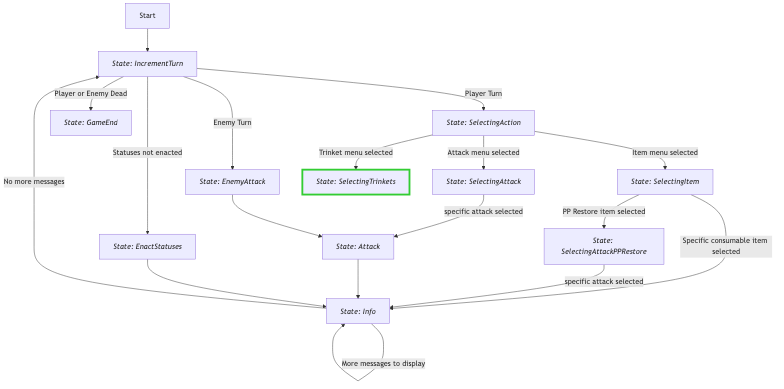 Start
State: IncrementTurn
Player or Enemy Dead
Player Turn
State: GameEnd
Enemy Turn
State: SelectingAction
Statuses not enacted
Trinket menu selected
Attack menu selected
Item menu selected
No more messages
State: EnemyAttack
State: SelectingTrinkets
State: SelectingAttack
State: SelectingItem
specific attack selected
PP Restore item selected
State: EnactStatuses
State: Attack
State:
SelectingAttackPPRestore
Specific consumable item
selected
specific attack selected
State: Info
More messages to display